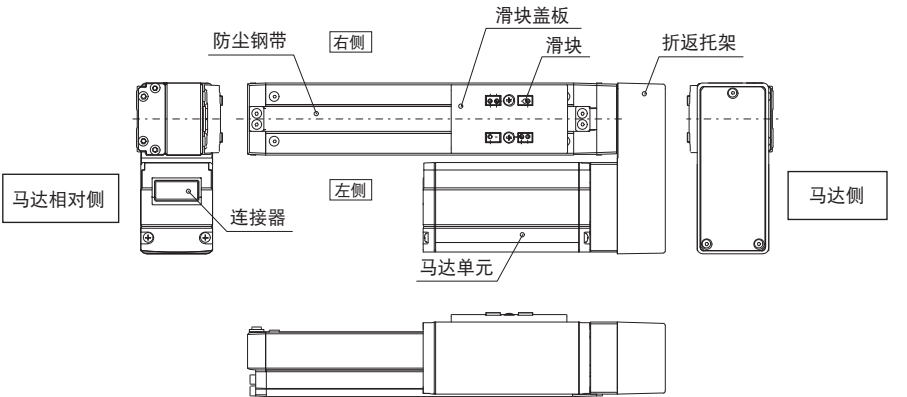 滑块盖板
防尘钢带
右侧
滑块
折返托架
马达相对侧
左侧
马达侧
连接器
马达单元